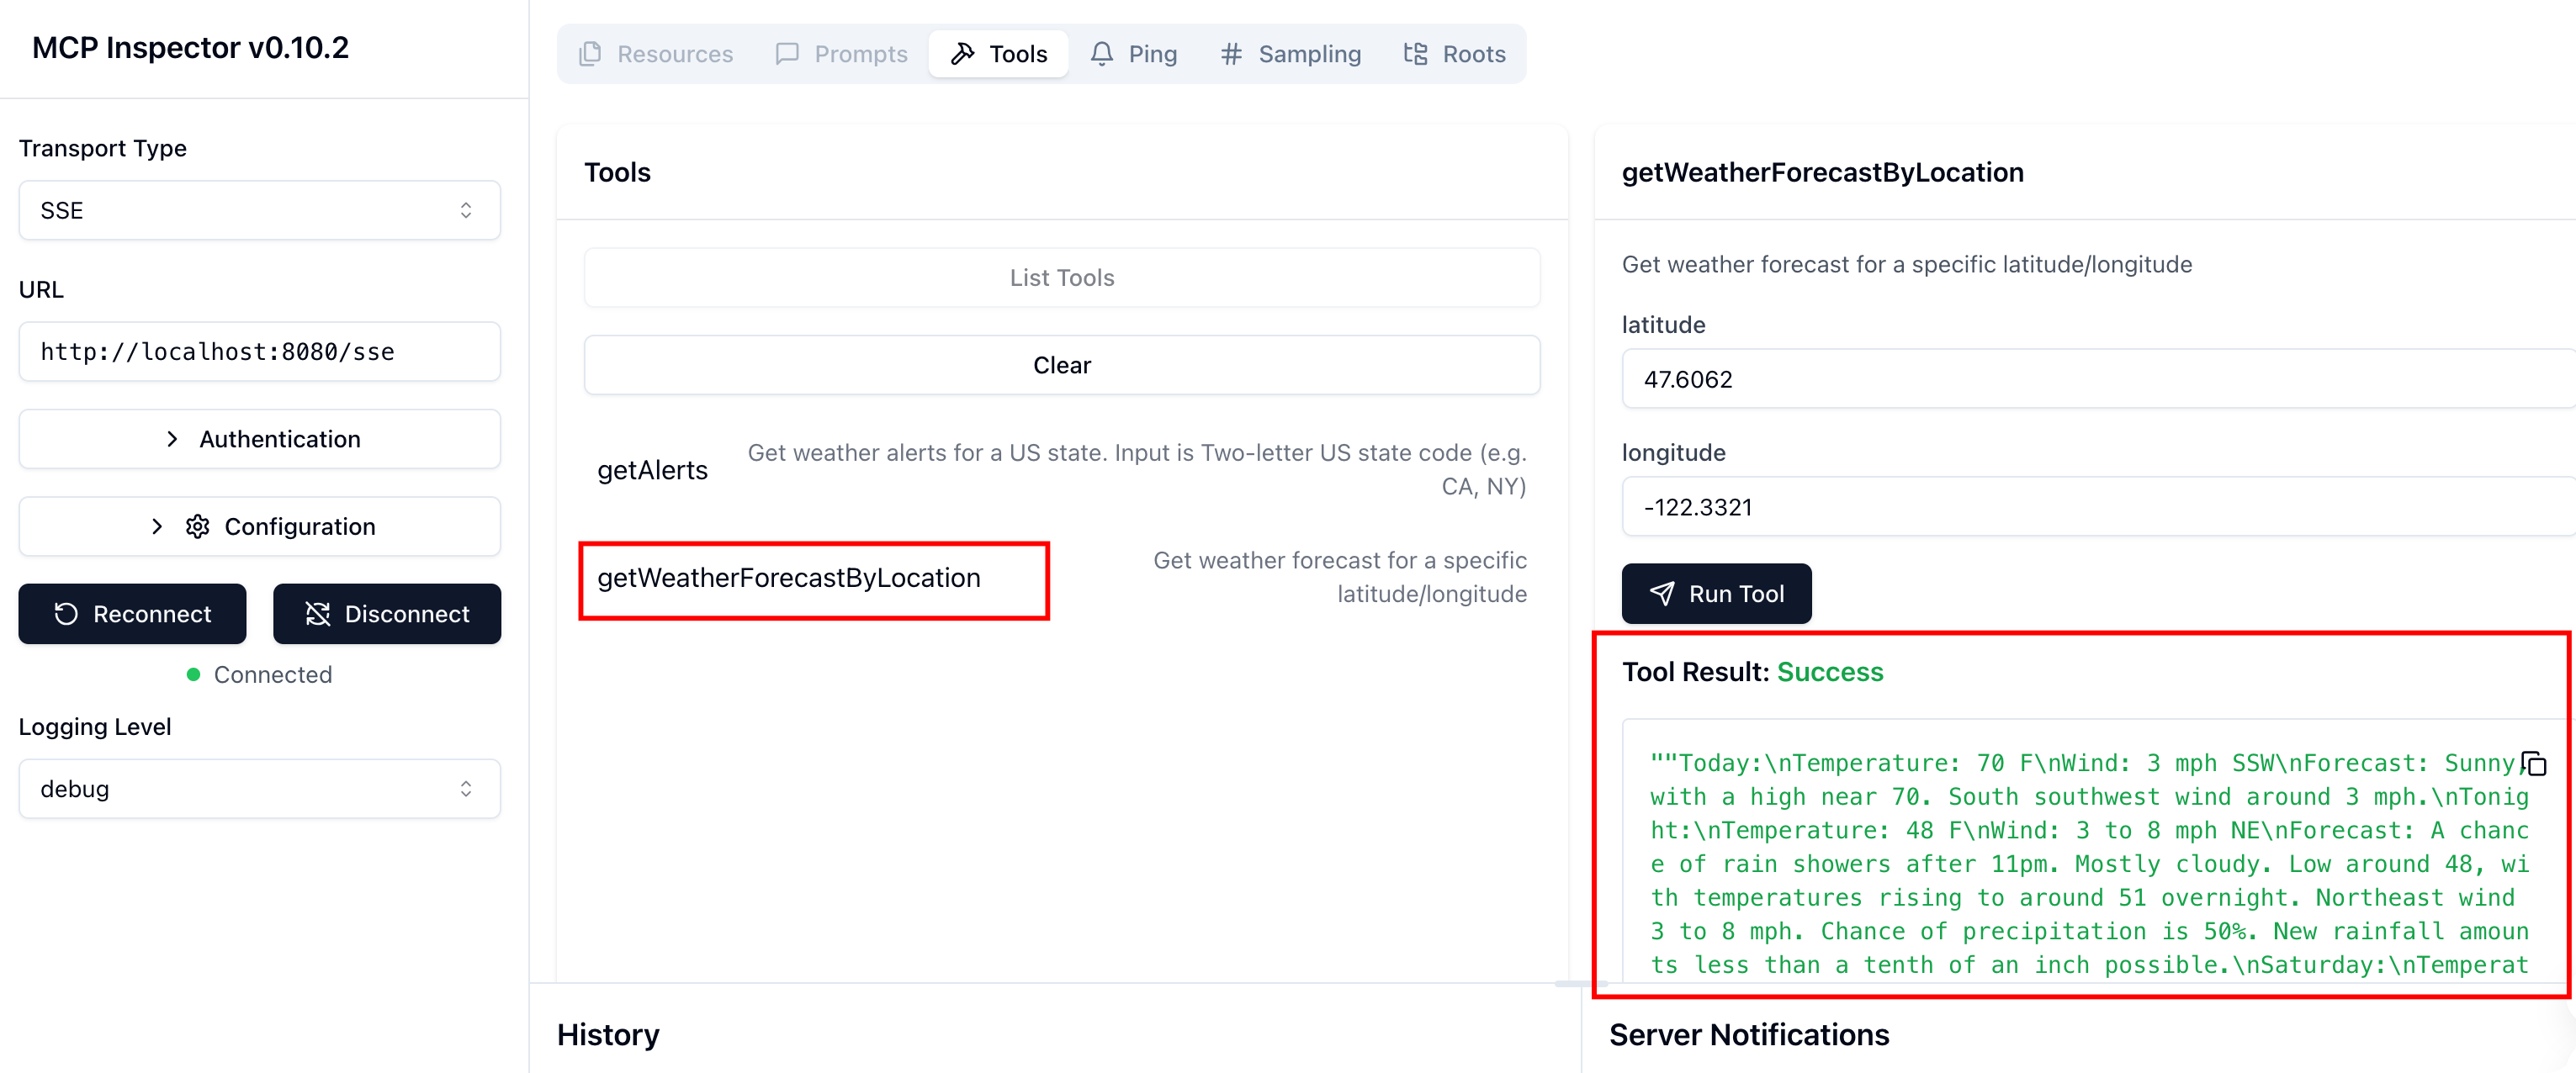 MCP Inspector v0.10.2
Transport Type
SSE
URL
http://localhost:8080/sse
Authentication
Configuration
Reconnect
Disconnect
Connected
Logging Level
debug
Resources
Prompts
Tools
Ping
Sampling
Roots
Tools
List Tools
Clear
getAlerts
Get weather alerts for a US state. Input is Two-letter US state code (e.g.
CA, NY)
getWeatherForecastByLocation
Get weather forecast for a specific
latitude/longitude
getWeatherForecastByLocation
Get weather forecast for a specific latitude/longitude
latitude
47.6062
longitude
-122.3321
Run Tool
Tool Result: Success
""Today:\nTemperature: 70 F\nWind: 3 mph SSW\nForecast: Sunny,
with a high near 70. South southwest wind around 3 mph.\nTonig
ht:\nTemperature: 48 F\nWind: 3 to 8 mph NE\nForecast: A chanc
e of rain showers after 11pm. Mostly cloudy. Low around 48, wi
th temperatures rising to around 51 overnight. Northeast wind
3 to 8 mph. Chance of precipitation is 50%. New rainfall amoun
ts less than a tenth of an inch possible.\nSaturday:\nTemperat
History
Server Notifications